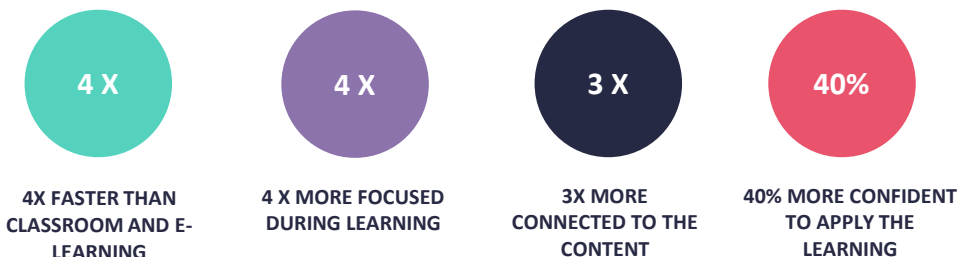 4 X
4 X
3 X
40%
4X FASTER THAN
CLASSROOM AND E-
LEARNING
4 X MORE FOCUSED
DURING LEARNING
3X MORE
CONNECTED TO THE
CONTENT
40% MORE CONFIDENT
TO APPLY THE
LEARNING